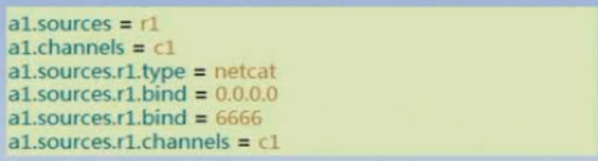 a1.sources = r1
a1.channels = c1
a1.sources.r1.type = netcat
a1.sources.r1.bind = 0.0.0.0
a1.sources.r1.bind = 6666
a1.sources.r1.channels = c1